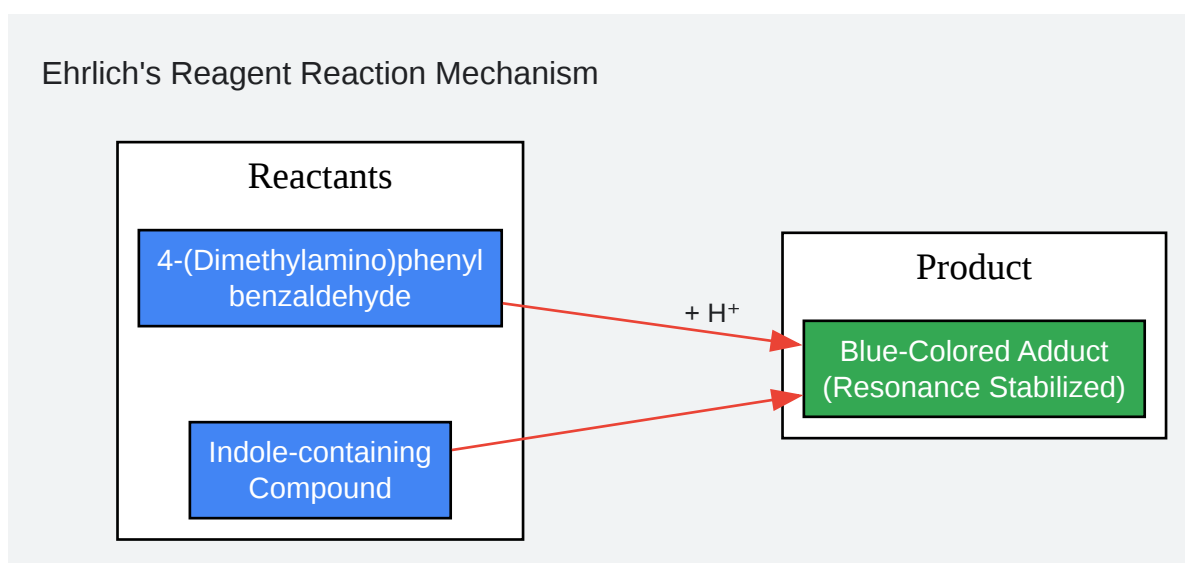 Ehrlich's Reagent Reaction Mechanism
Reactants
4-(Dimethylamino)phenyl
benzaldehyde
Indole-containing
Compound
+ H⁺
Product
Blue-Colored Adduct
(Resonance Stabilized)